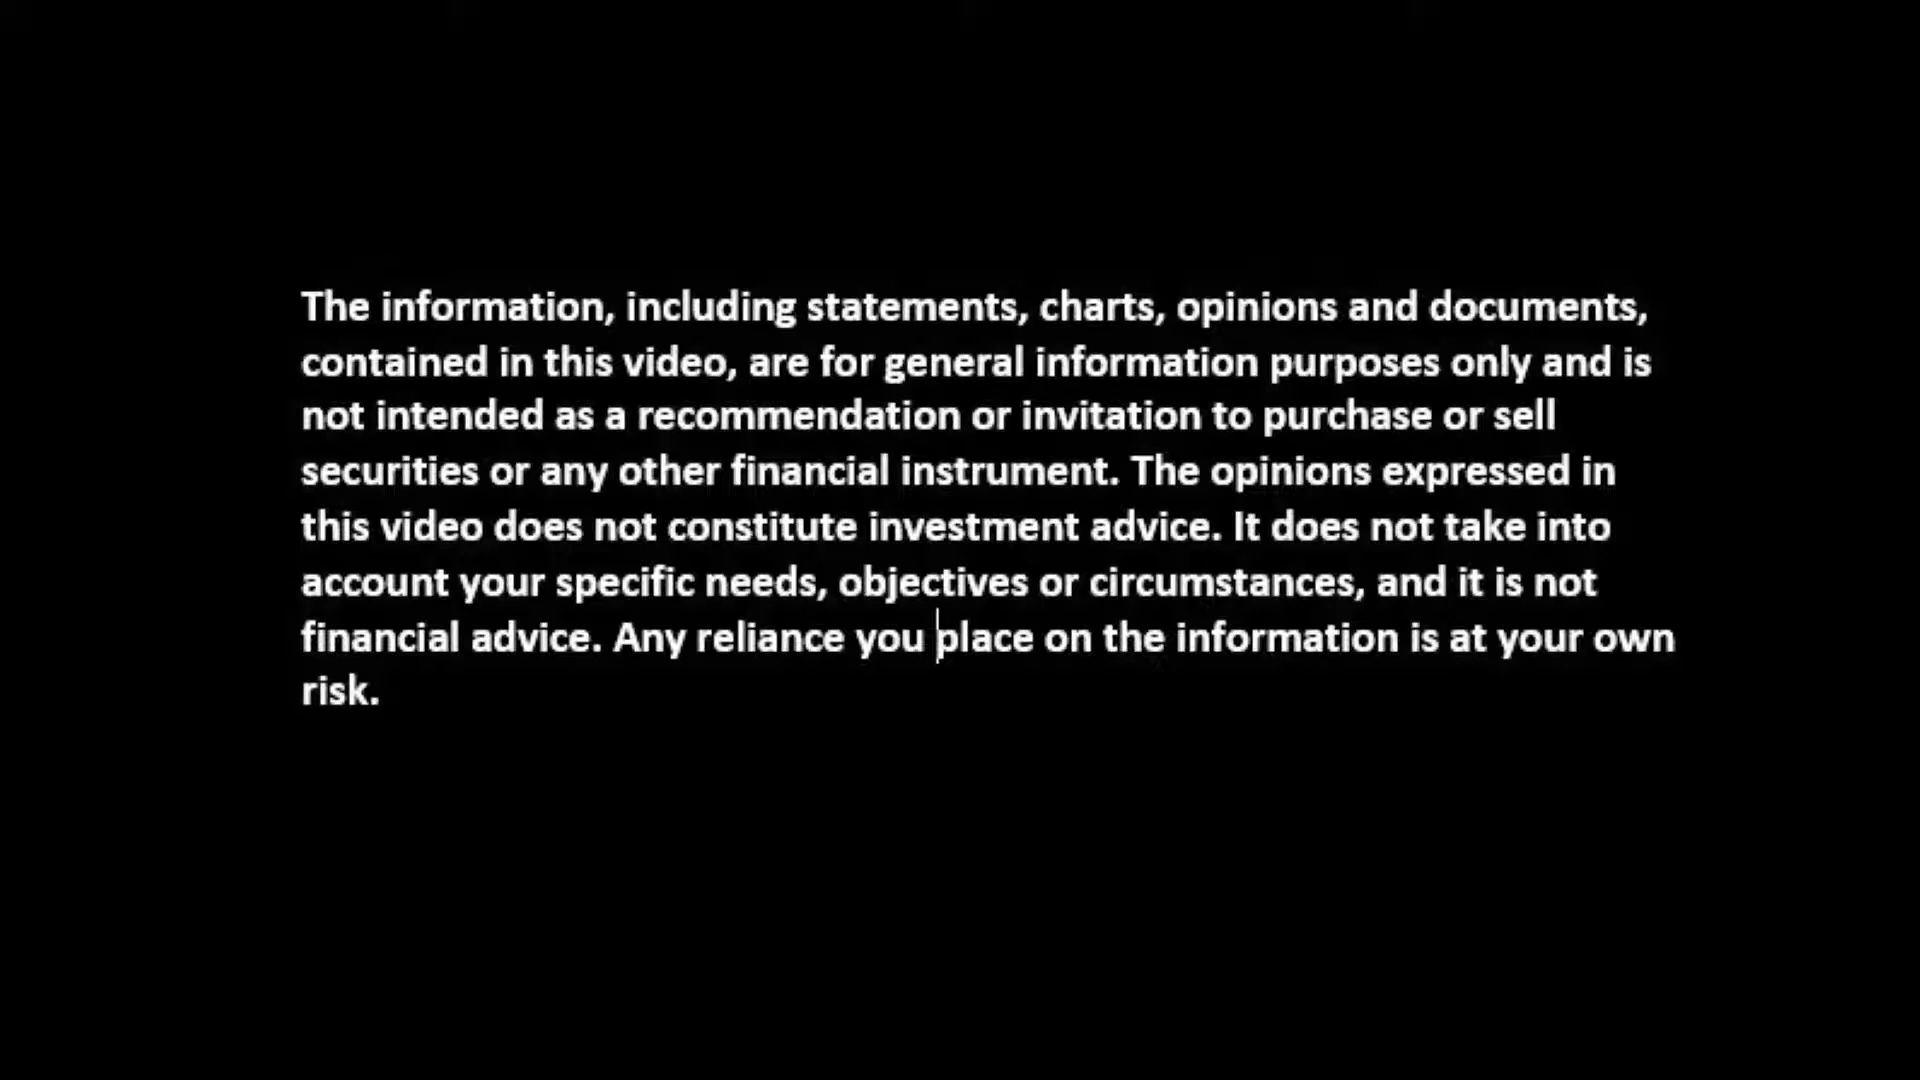 The information, including statements, charts, opinions and documents,
contained in this video, are for general information purposes only and is
not intended as a recommendation or invitation to purchase or sell
securities or any other financial instrument. The opinions expressed in
this video does not constitute investment advice. It does not take into
account your specific needs, objectives or circumstances, and it is not
financial advice. Any reliance you place on the information is at your own
risk.